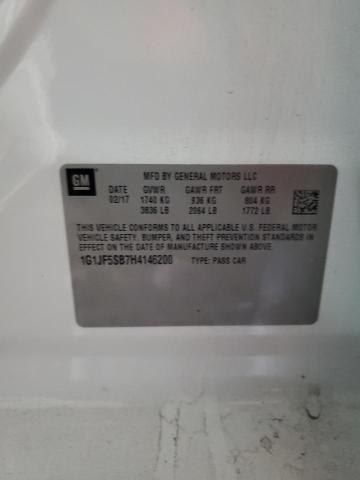 GM
MFD BY GENERAL MOTORS LLC
DATE GVWR GAWR FRT GAWR RR
02/17 1740 KG 936 KG 804 KG
3836 LB 2064 LB 1772 LB
THIS VEHICLE CONFORMS TO ALL APPLICABLE U.S. FEDERAL MOTOR
VEHICLE SAFETY, BUMPER, AND THEFT PREVENTION STANDARDS IN
EFFECT ON THE DATE OF MANUFACTURE SHOWN ABOVE.
1G1JF5SB7H4146200 TYPE: PASS CAR